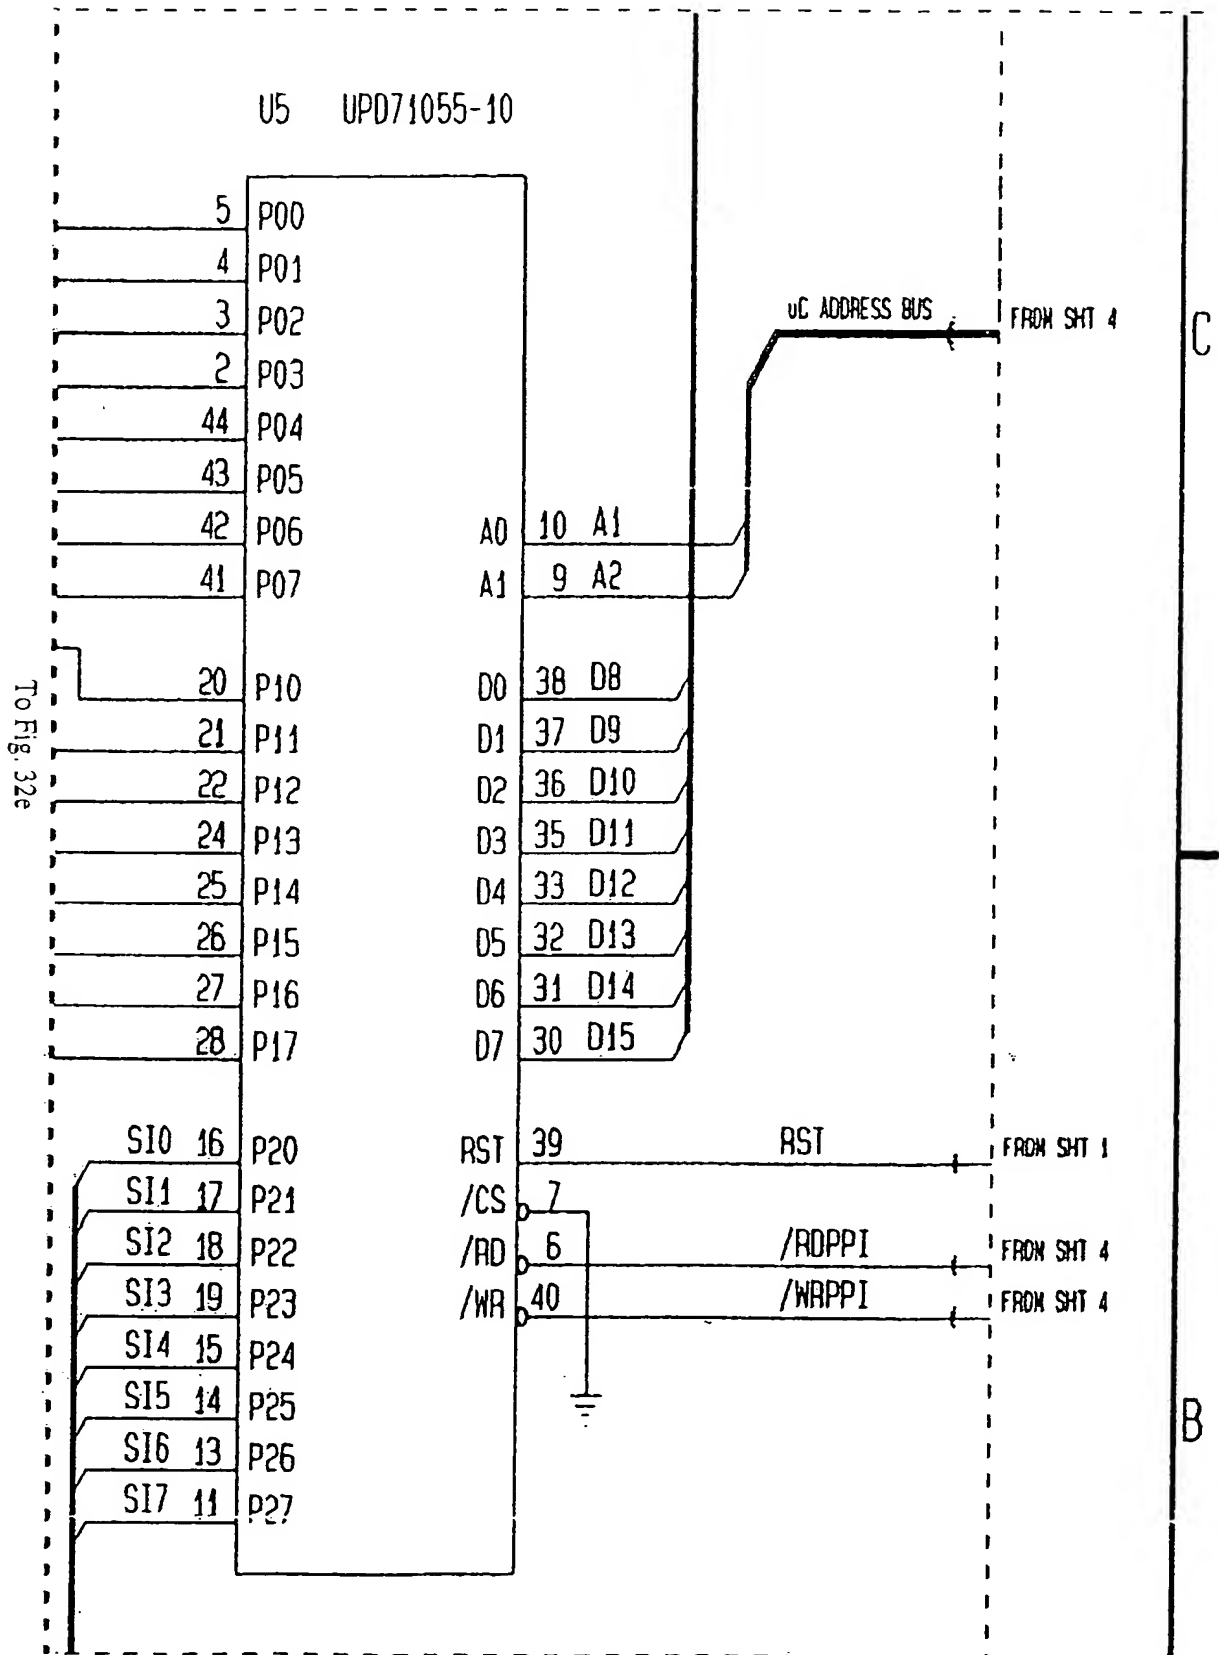 U5 UPD71055-10
5 P00
4 P01
3 P02
uC ADDRESS BUS FROM SHT 4
C
2 P03
44 P04
43 P05
42 P06 A0 10 A1
41 P07 A1 9 A2
20 P10 D0 38 D8
21 P11 D1 37 D9
22 P12 D2 36 D10
24 P13 D3 35 D11
25 P14 D4 33 D12
26 P15 D5 32 D13
27 P16 D6 31 D14
28 P17 D7 30 D15
To Fig. 32e
SI0 16 P20 RST 39 RST FROM SHT 1
SI1 17 P21 /CS 7
SI2 18 P22 /RD 6 /RDPPI FROM SHT 4
SI3 19 P23 /WR 40 /WRPPI FROM SHT 4
SI4 15 P24
SI5 14 P25
B
SI6 13 P26
SI7 11 P27